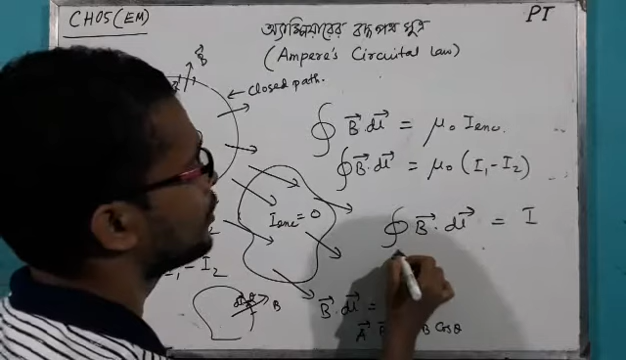 CH05(EM)
PT
অ্যাম্পিয়ারের বদ্ধপথ সূত্র
(Ampere's Circuital law)
B⃗
closed path.
∮ B⃗ · dl⃗ = μ₀ Ienc.
∮ B⃗ · dl⃗ = μ₀ (I₁ - I₂)
Ienc = 0
∮ B⃗ · dl⃗ = I
- I₂
B
B⃗ · dl⃗ =
A⃗
B Cosθ